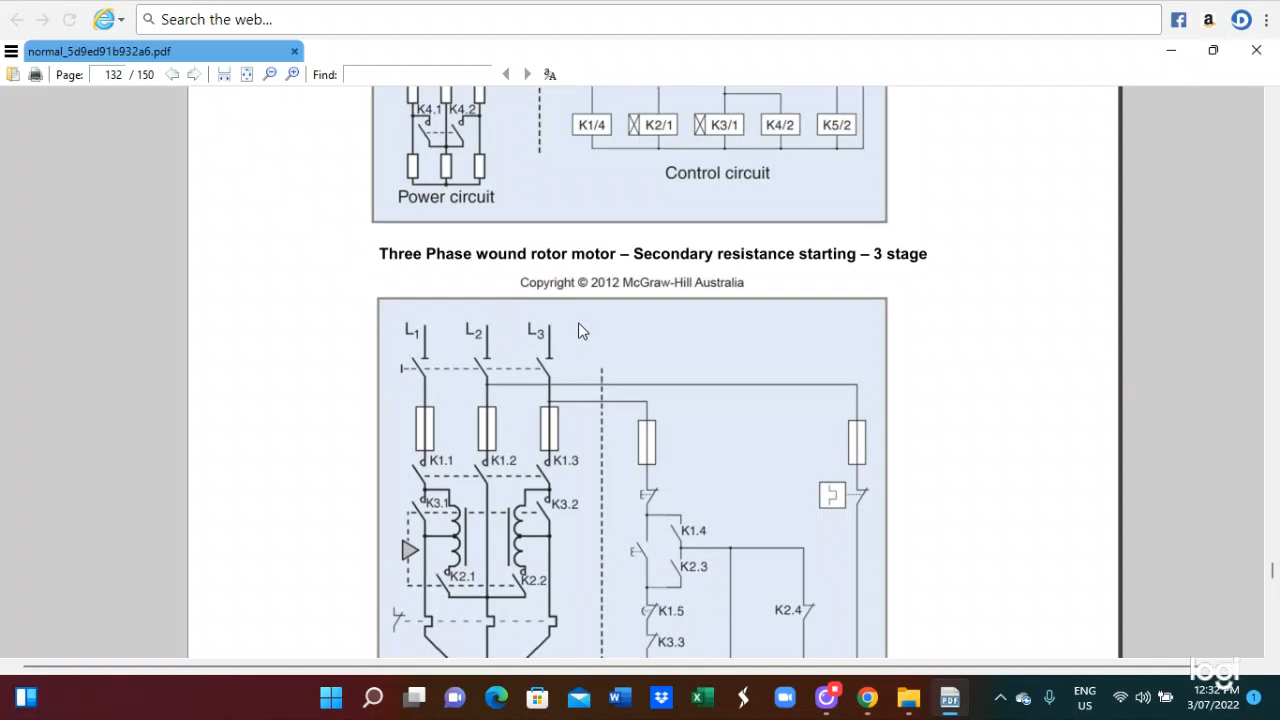 Search the web...
normal_5d9ed91b932a6.pdf
Page: 132 / 150
Find:
K4.1 K4.2
K1/4 K2/1 K3/1 K4/2 K5/2
Control circuit
Power circuit
Three Phase wound rotor motor – Secondary resistance starting – 3 stage
Copyright © 2012 McGraw-Hill Australia
L1 L2 L3
K1.1 K1.2 K1.3
K3.1 K3.2
K1.4
K2.3
K2.1 K2.2
K1.5
K2.4
K3.3
logi
PDF
ENG
US
12:32 PM
3/07/2022
1